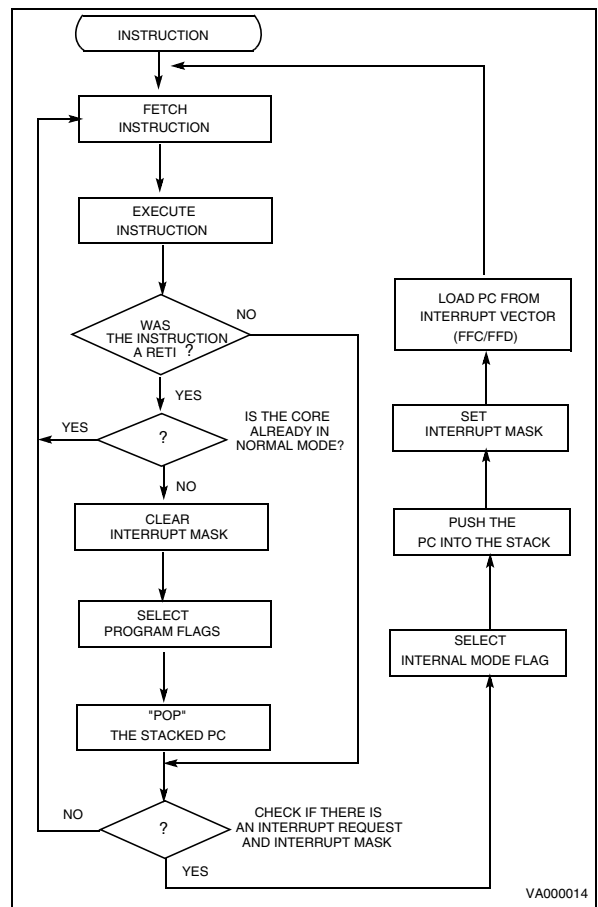 INSTRUCTION
FETCH
INSTRUCTION
EXECUTE
INSTRUCTION
WAS
THE INSTRUCTION
A RETI ?
NO
YES
?
IS THE CORE
ALREADY IN
NORMAL MODE?
YES
NO
CLEAR
INTERRUPT MASK
SELECT
PROGRAM FLAGS
"POP"
THE STACKED PC
?
CHECK IF THERE IS
AN INTERRUPT REQUEST
AND INTERRUPT MASK
NO
YES
LOAD PC FROM
INTERRUPT VECTOR
(FFC/FFD)
SET
INTERRUPT MASK
PUSH THE
PC INTO THE STACK
SELECT
INTERNAL MODE FLAG
VA000014